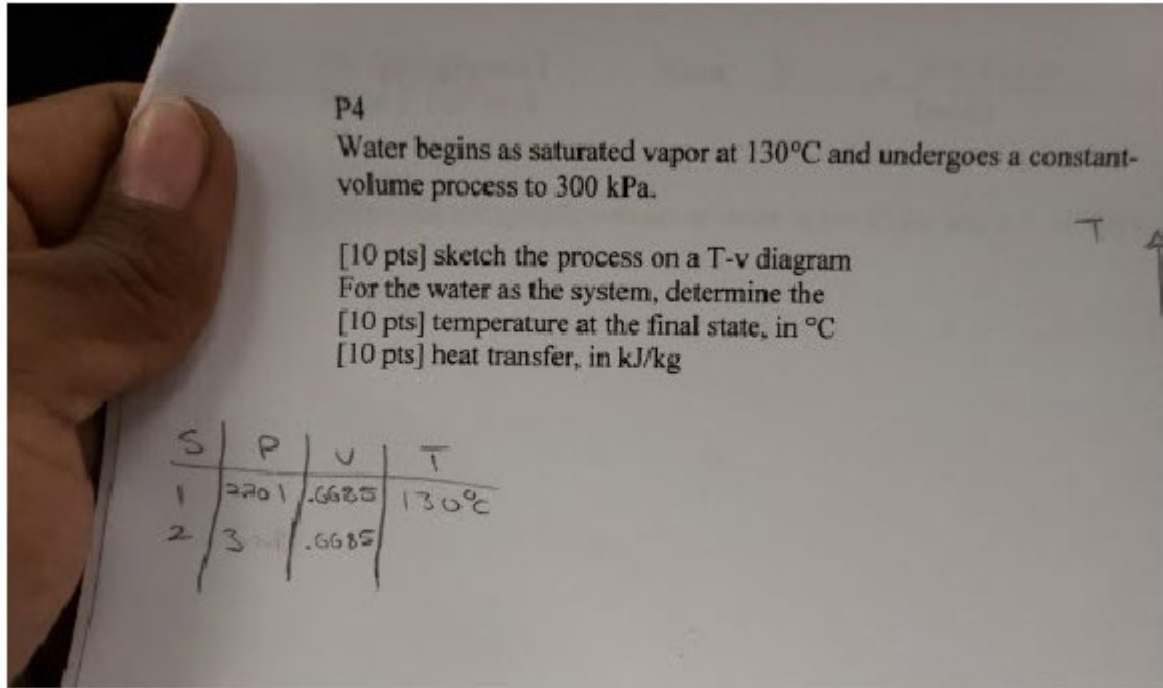 P4
Water begins as saturated vapor at 130°C and undergoes a constant-
volume process to 300 kPa.
T
[10 pts] sketch the process on a T-v diagram
For the water as the system, determine the
[10 pts] temperature at the final state, in °C
[10 pts] heat transfer, in kJ/kg
S P v T
1 2.701 .6685 130°C
2 3 .6685